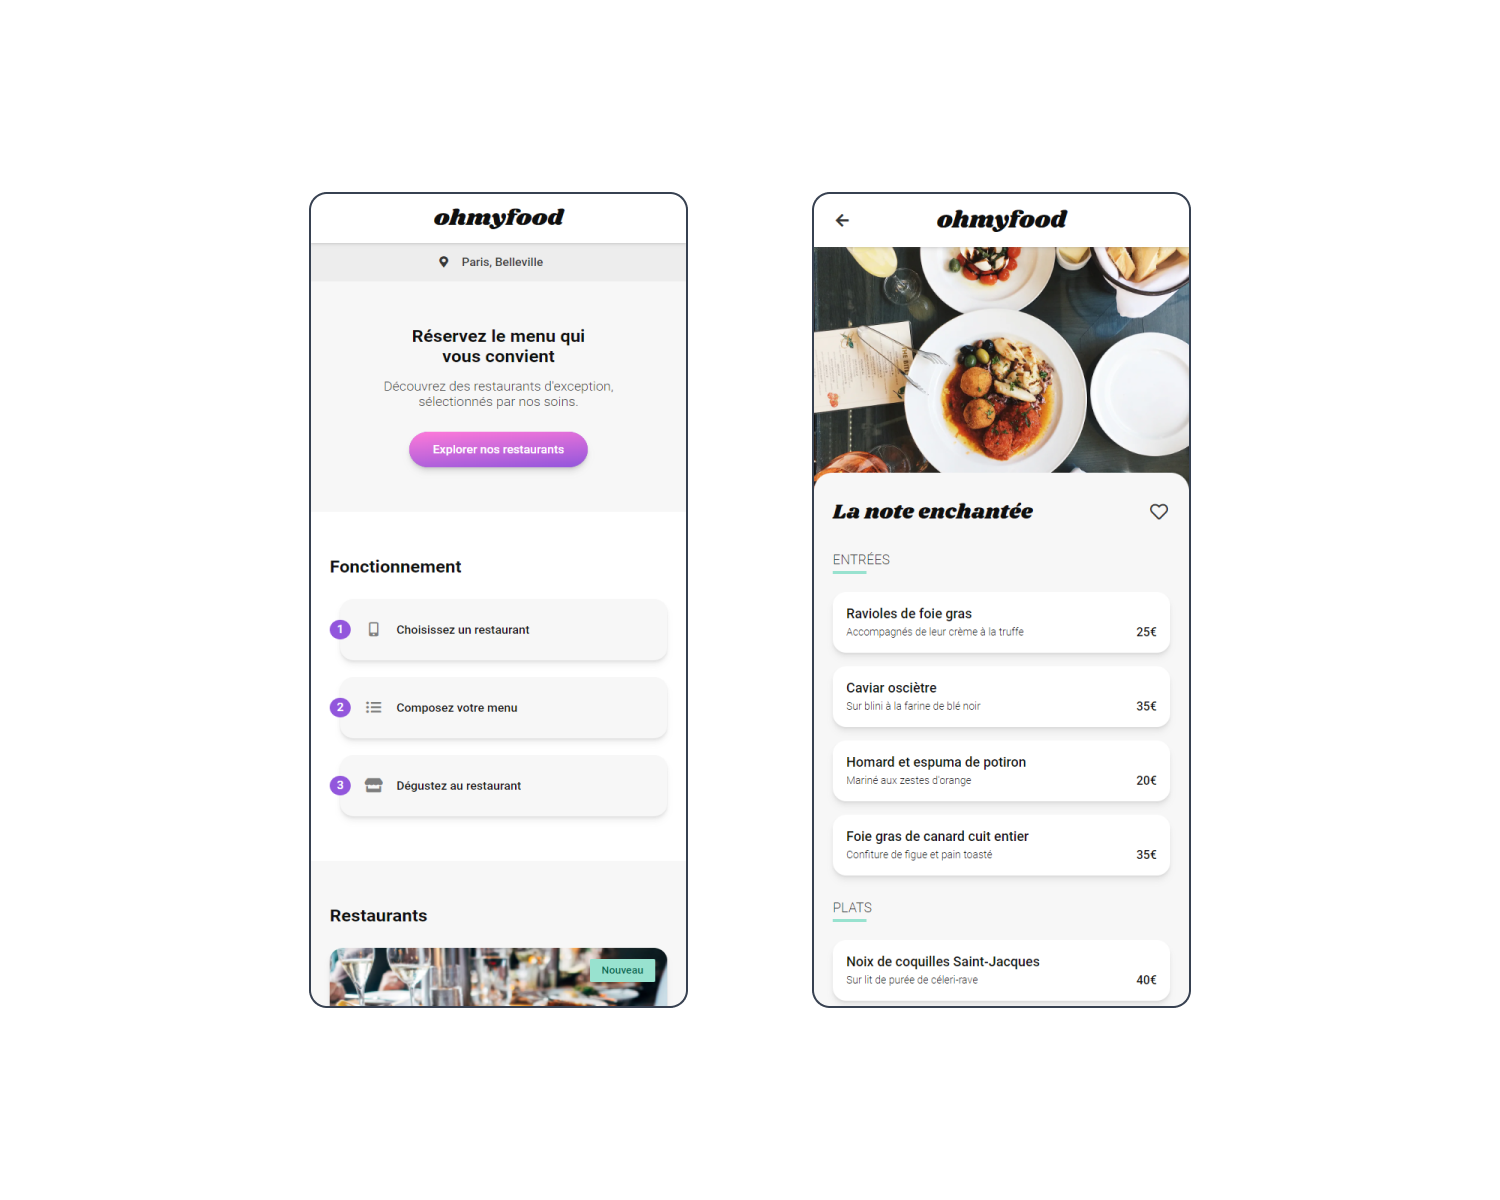 ohmyfood
Paris, Belleville
Réservez le menu qui
vous convient
Découvrez des restaurants d'exception,
sélectionnés par nos soins.
Explorer nos restaurants
Fonctionnement
1 Choisissez un restaurant
2 Composez votre menu
3 Dégustez au restaurant
Restaurants
Nouveau
ohmyfood
La note enchantée
ENTRÉES
Ravioles de foie gras
Accompagnés de leur crème à la truffe 25€
Caviar osciètre
Sur blini à la farine de blé noir 35€
Homard et espuma de potiron
Mariné aux zestes d'orange 20€
Foie gras de canard cuit entier
Confiture de figue et pain toasté 35€
PLATS
Noix de coquilles Saint-Jacques
Sur lit de purée de céleri-rave 40€